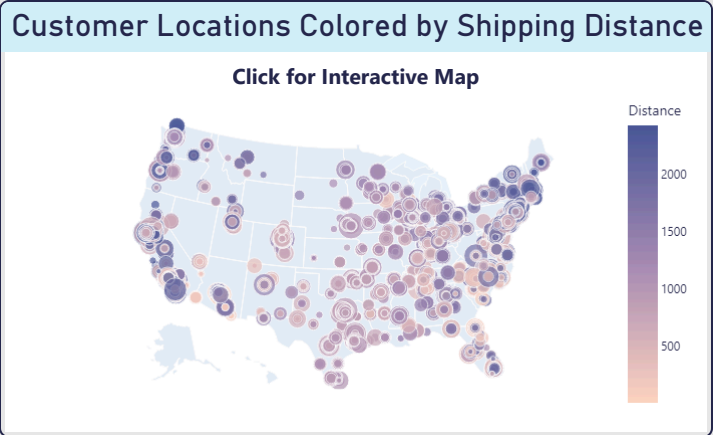 Customer Locations Colored by Shipping Distance
Click for Interactive Map
Distance
2000
1500
1000
500